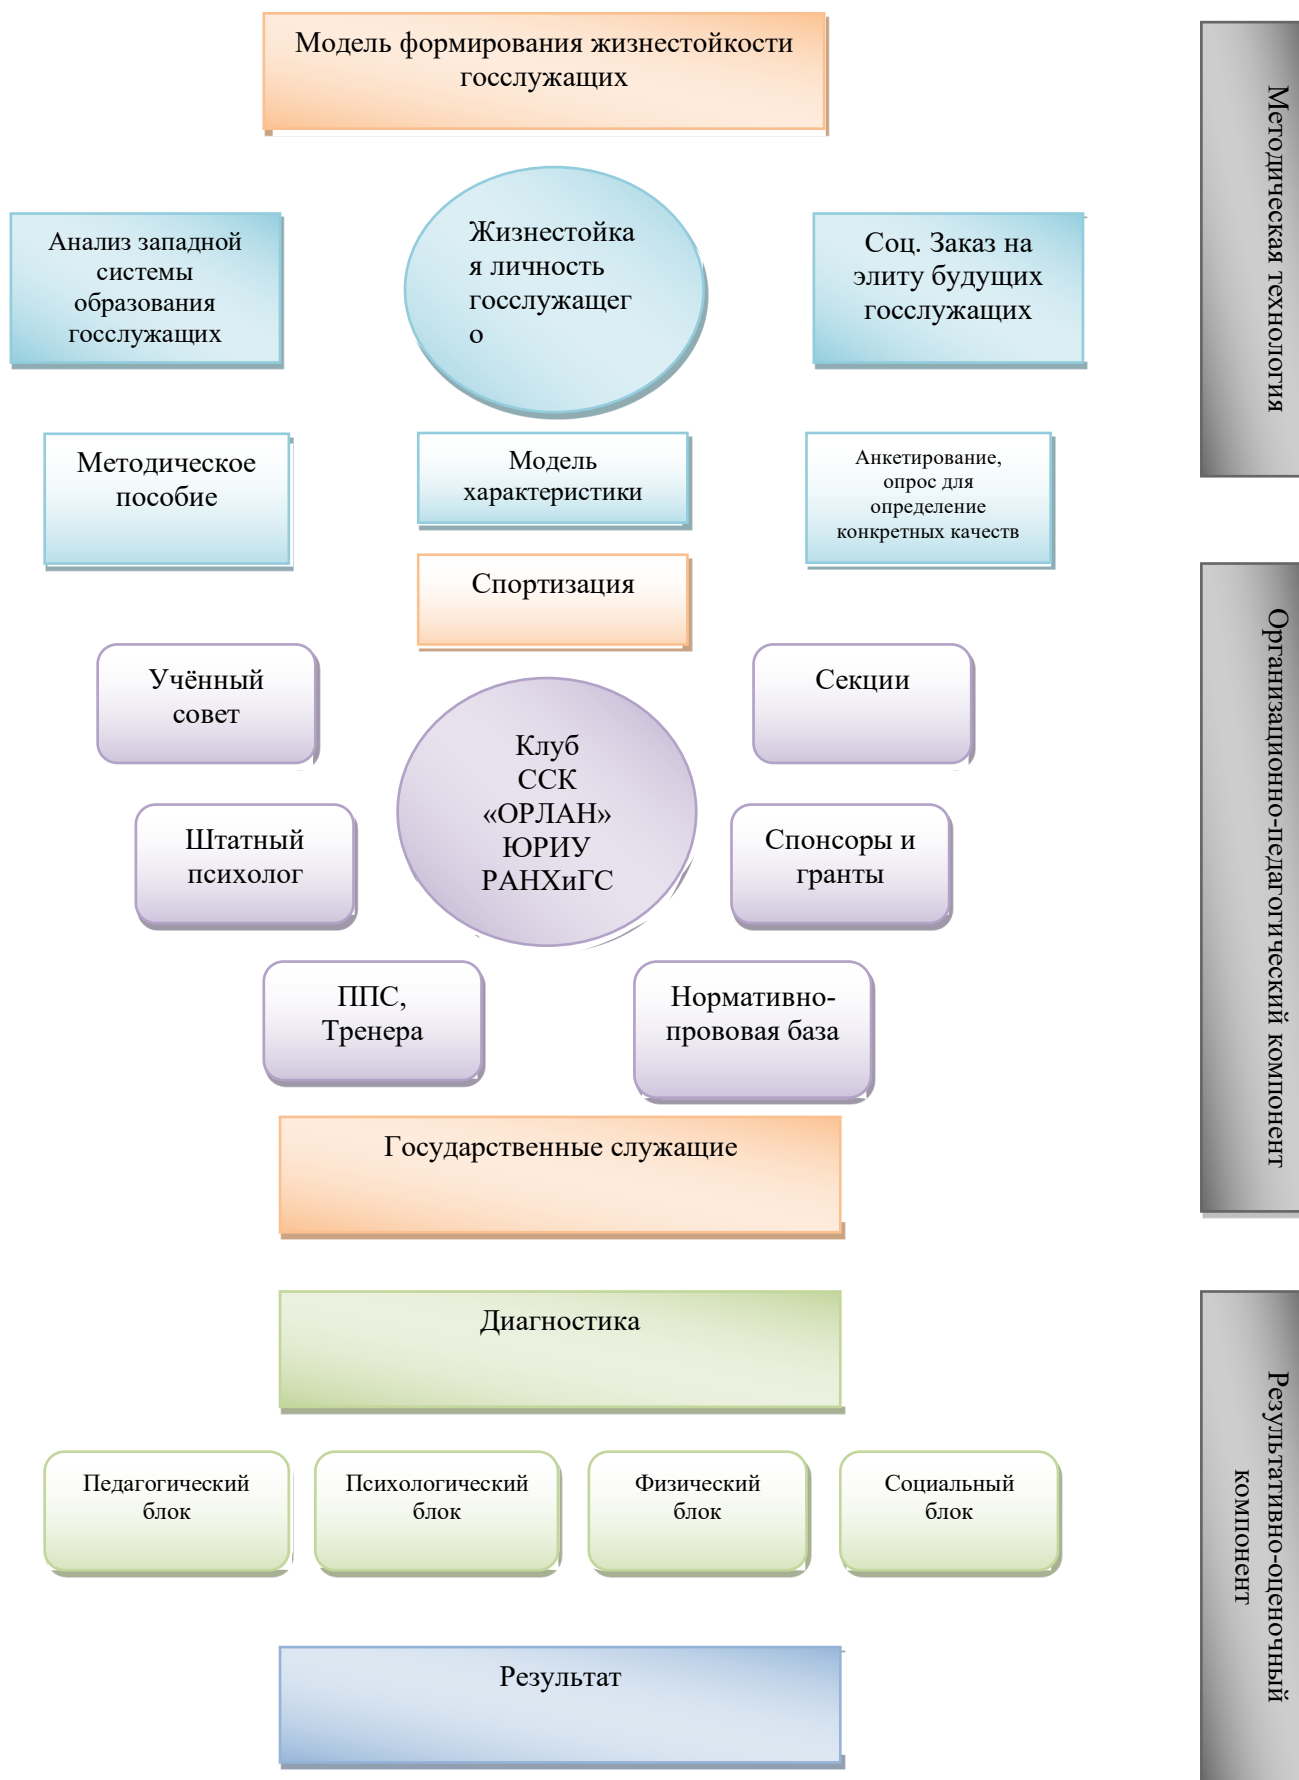 Модель формирования жизнестойкости
госслужащих
Анализ западной
системы
образования
госслужащих
Жизнестойка
я личность
госслужащег
о
Соц. Заказ на
элиту будущих
госслужащих
Методическое
пособие
Модель
характеристики
Анкетирование,
опрос для
определение
конкретных качеств
Методическая технология
Спортизация
Учённый
совет
Секции
Клуб
ССК
«ОРЛАН»
ЮРИУ
РАНХиГС
Штатный
психолог
Спонсоры и
гранты
ППС,
Тренера
Нормативно-
прововая база
Государственные служащие
Организационно-педагогический компонент
Диагностика
Педагогический
блок
Психологический
блок
Физический
блок
Социальный
блок
Результат
Результативно-оценочный
компонент